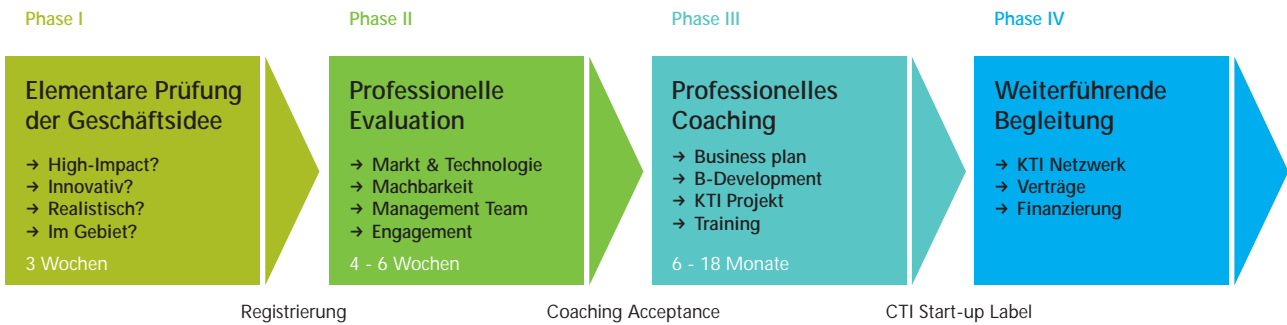 Phase I
Elementare Prüfung
der Geschäftsidee
→ High-Impact?
→ Innovativ?
→ Realistisch?
→ Im Gebiet?
3 Wochen
Phase II
Professionelle
Evaluation
→ Markt & Technologie
→ Machbarkeit
→ Management Team
→ Engagement
4 - 6 Wochen
Phase III
Professionelles
Coaching
→ Business plan
→ B-Development
→ KTI Projekt
→ Training
6 - 18 Monate
Phase IV
Weiterführende
Begleitung
→ KTI Netzwerk
→ Verträge
→ Finanzierung
Registrierung
Coaching Acceptance
CTI Start-up Label